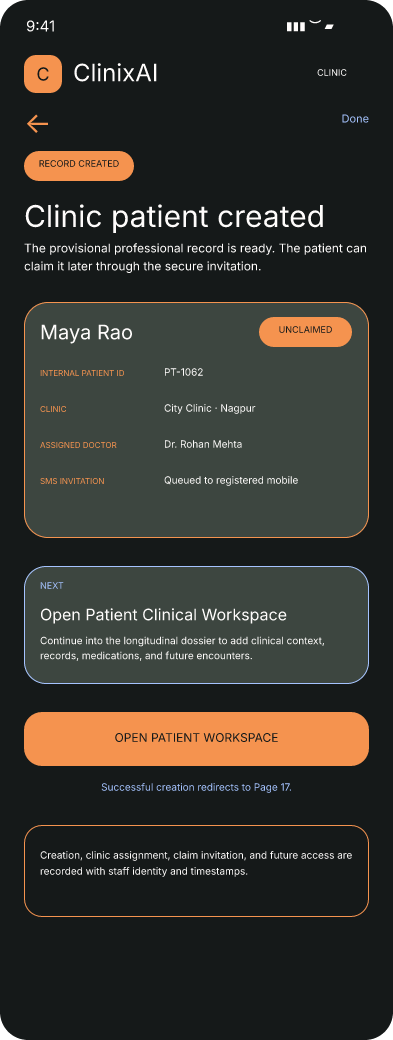 9:41
C ClinixAI CLINIC
Done
RECORD CREATED
Clinic patient created
The provisional professional record is ready. The patient can
claim it later through the secure invitation.
Maya Rao UNCLAIMED
INTERNAL PATIENT ID PT-1062
CLINIC City Clinic · Nagpur
ASSIGNED DOCTOR Dr. Rohan Mehta
SMS INVITATION Queued to registered mobile
NEXT
Open Patient Clinical Workspace
Continue into the longitudinal dossier to add clinical context,
records, medications, and future encounters.
OPEN PATIENT WORKSPACE
Successful creation redirects to Page 17.
Creation, clinic assignment, claim invitation, and future access are
recorded with staff identity and timestamps.